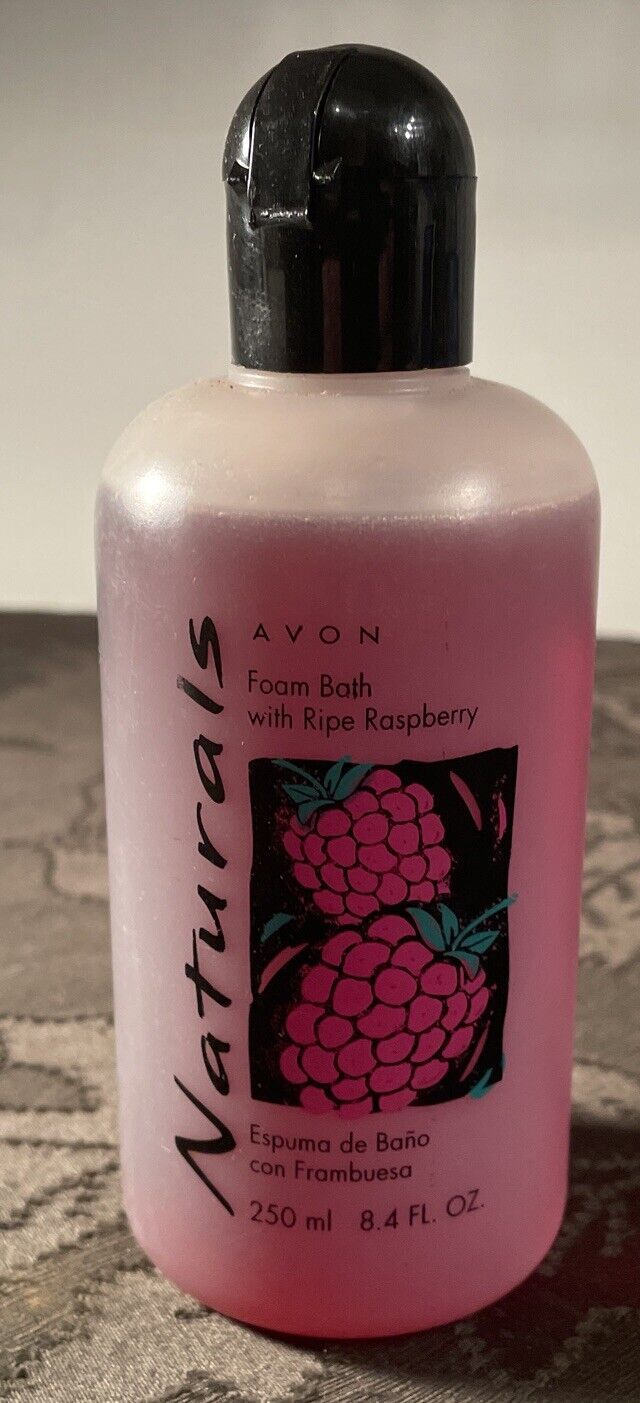 Naturals
AVON
Foam Bath
with Ripe Raspberry
Espuma de Baño
con Frambuesa
250 ml 8.4 FL. OZ.